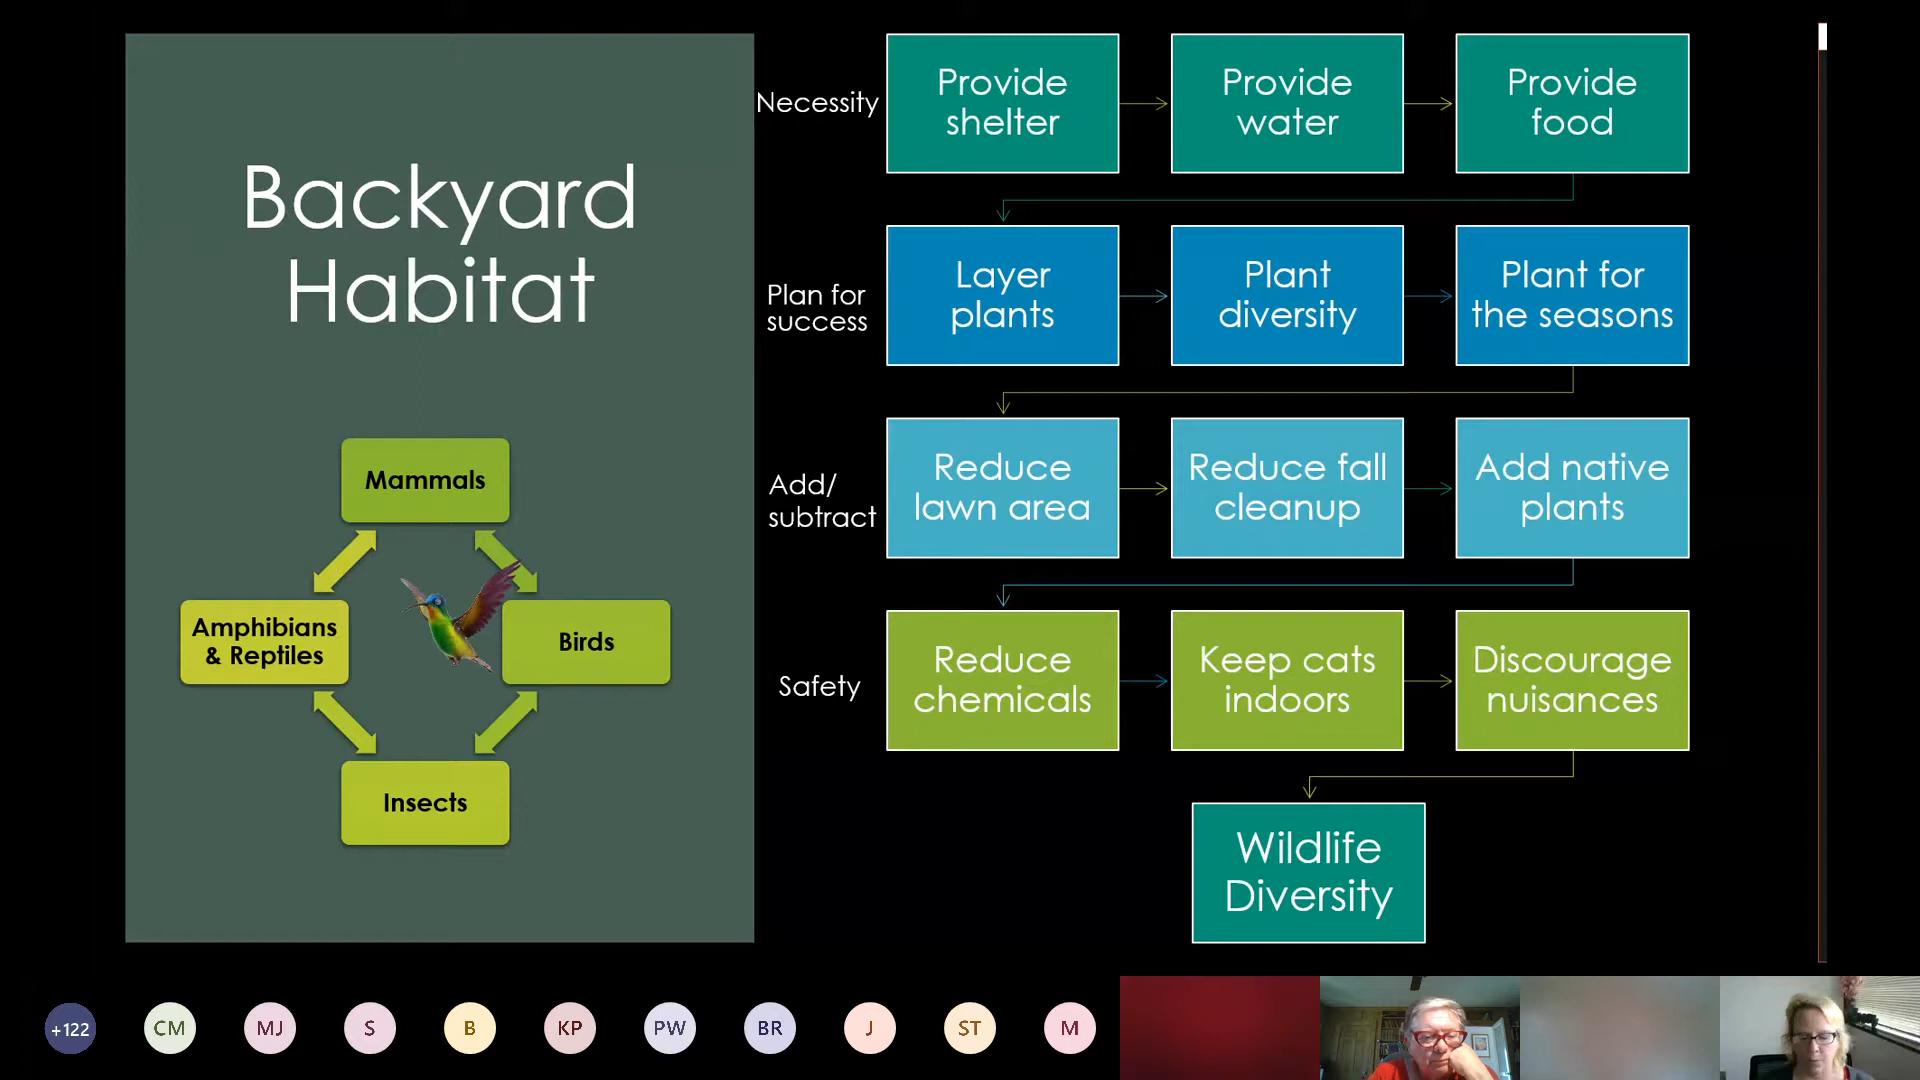 Backyard
Habitat
Mammals
Amphibians
& Reptiles
Birds
Insects
Necessity
Provide
shelter
Provide
water
Provide
food
Plan for
success
Layer
plants
Plant
diversity
Plant for
the seasons
Add/
subtract
Reduce
lawn area
Reduce fall
cleanup
Add native
plants
Safety
Reduce
chemicals
Keep cats
indoors
Discourage
nuisances
Wildlife
Diversity
+122
CM
MJ
S
B
KP
PW
BR
J
ST
M